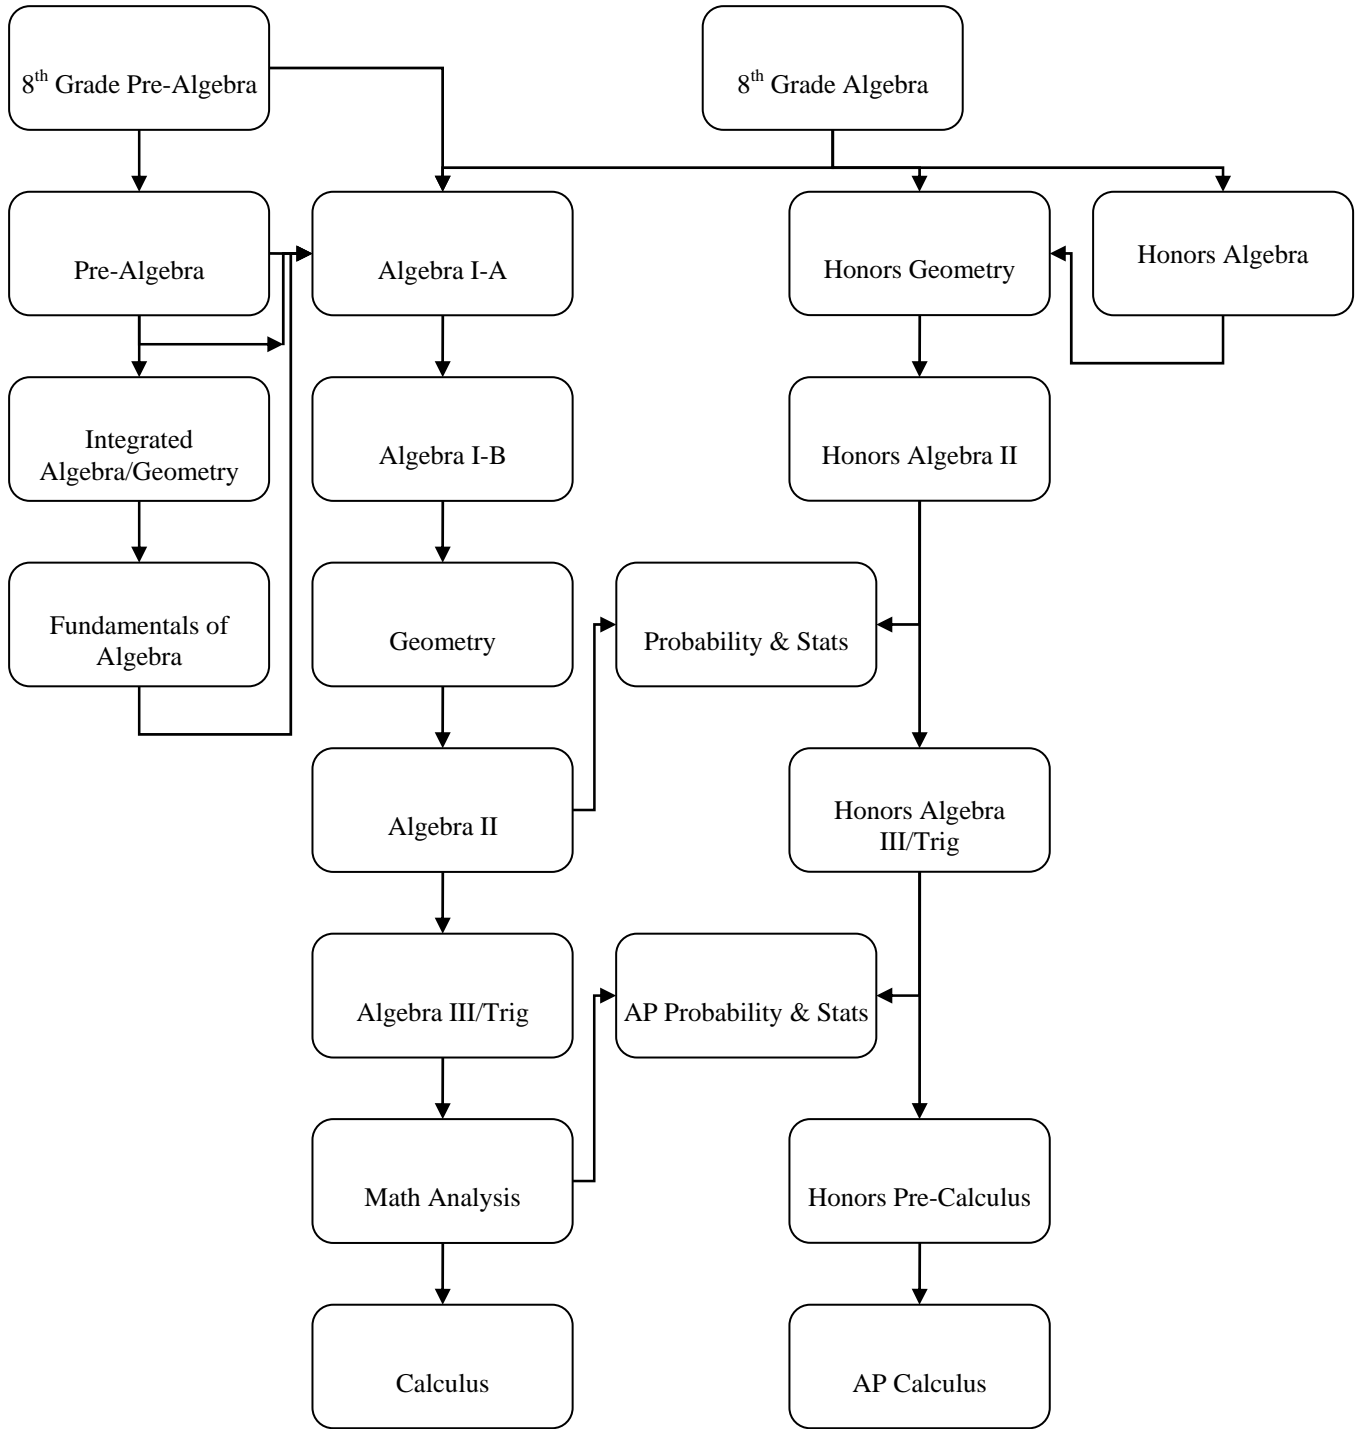 8th Grade Pre-Algebra
8th Grade Algebra
Pre-Algebra
Algebra I-A
Honors Geometry
Honors Algebra
Integrated
Algebra/Geometry
Algebra I-B
Honors Algebra II
Fundamentals of
Algebra
Geometry
Probability & Stats
Algebra II
Honors Algebra
III/Trig
Algebra III/Trig
AP Probability & Stats
Math Analysis
Honors Pre-Calculus
Calculus
AP Calculus